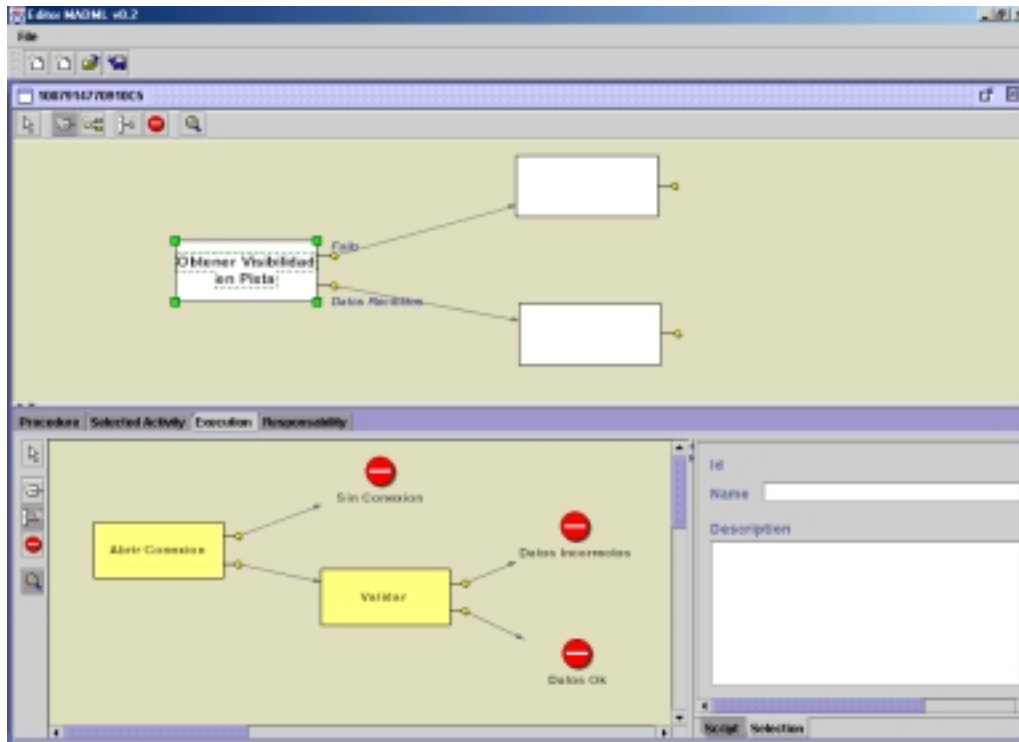 Editor MADML v0.2
File
Fallo
Obtener Visibilidad
en Pista
Datos Recibidos
Procedure Selected Activity Execution Responsability
Sin Conexion
Abrir Conexion
Datos Incorrectos
Validar
Datos Ok
Id
Name
Description
Script Selection